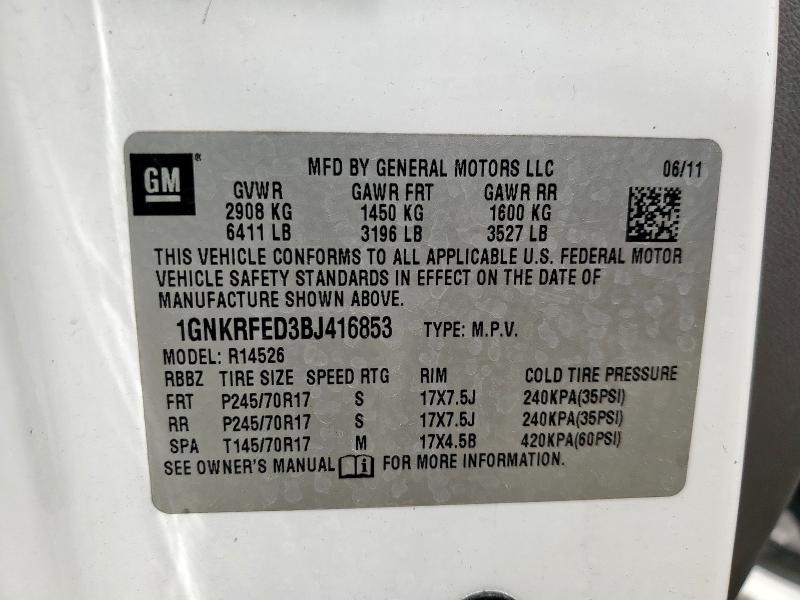 GM ® MFD BY GENERAL MOTORS LLC 06/11
GVWR GAWR FRT GAWR RR
2908 KG 1450 KG 1600 KG
6411 LB 3196 LB 3527 LB
THIS VEHICLE CONFORMS TO ALL APPLICABLE U.S. FEDERAL MOTOR
VEHICLE SAFETY STANDARDS IN EFFECT ON THE DATE OF
MANUFACTURE SHOWN ABOVE.
1GNKRFED3BJ416853 TYPE: M.P.V.
MODEL: R14526
RBBZ TIRE SIZE SPEED RTG RIM COLD TIRE PRESSURE
FRT P245/70R17 S 17X7.5J 240KPA(35PSI)
RR P245/70R17 S 17X7.5J 240KPA(35PSI)
SPA T145/70R17 M 17X4.5B 420KPA(60PSI)
SEE OWNER'S MANUAL i FOR MORE INFORMATION.